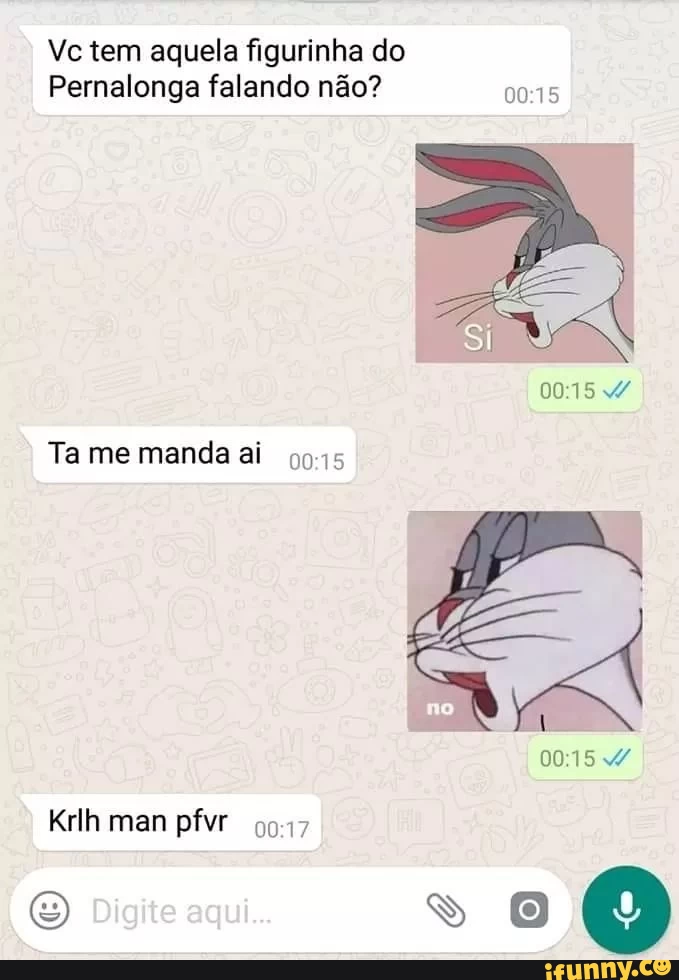 Vc tem aquela figurinha do
Pernalonga falando não?
00:15
Si
00:15
Ta me manda ai
00:15
no
00:15
Krlh man pfvr
00:17
Digite aqui...
ifunny.co